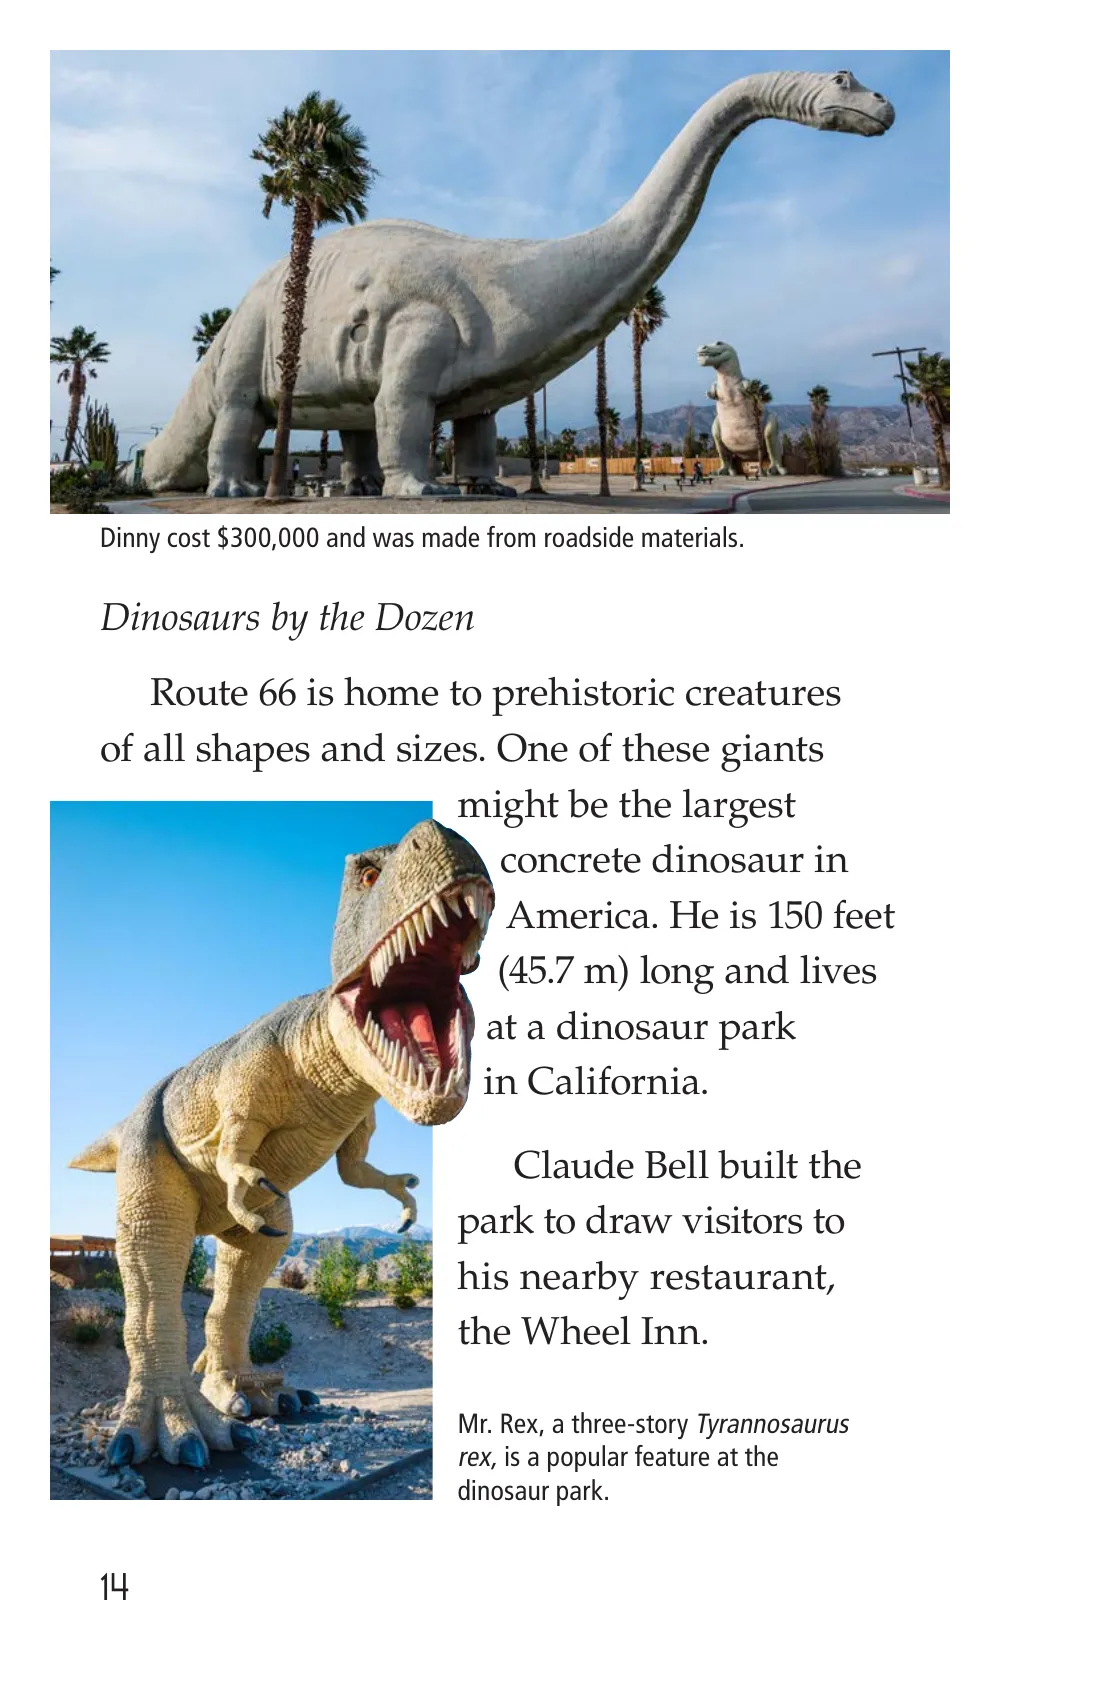 Dinny cost $300,000 and was made from roadside materials.
Dinosaurs by the Dozen
Route 66 is home to prehistoric creatures
of all shapes and sizes. One of these giants
might be the largest
concrete dinosaur in
America. He is 150 feet
(45.7 m) long and lives
at a dinosaur park
in California.
Claude Bell built the
park to draw visitors to
his nearby restaurant,
the Wheel Inn.
Mr. Rex, a three-story Tyrannosaurus
rex, is a popular feature at the
dinosaur park.
14